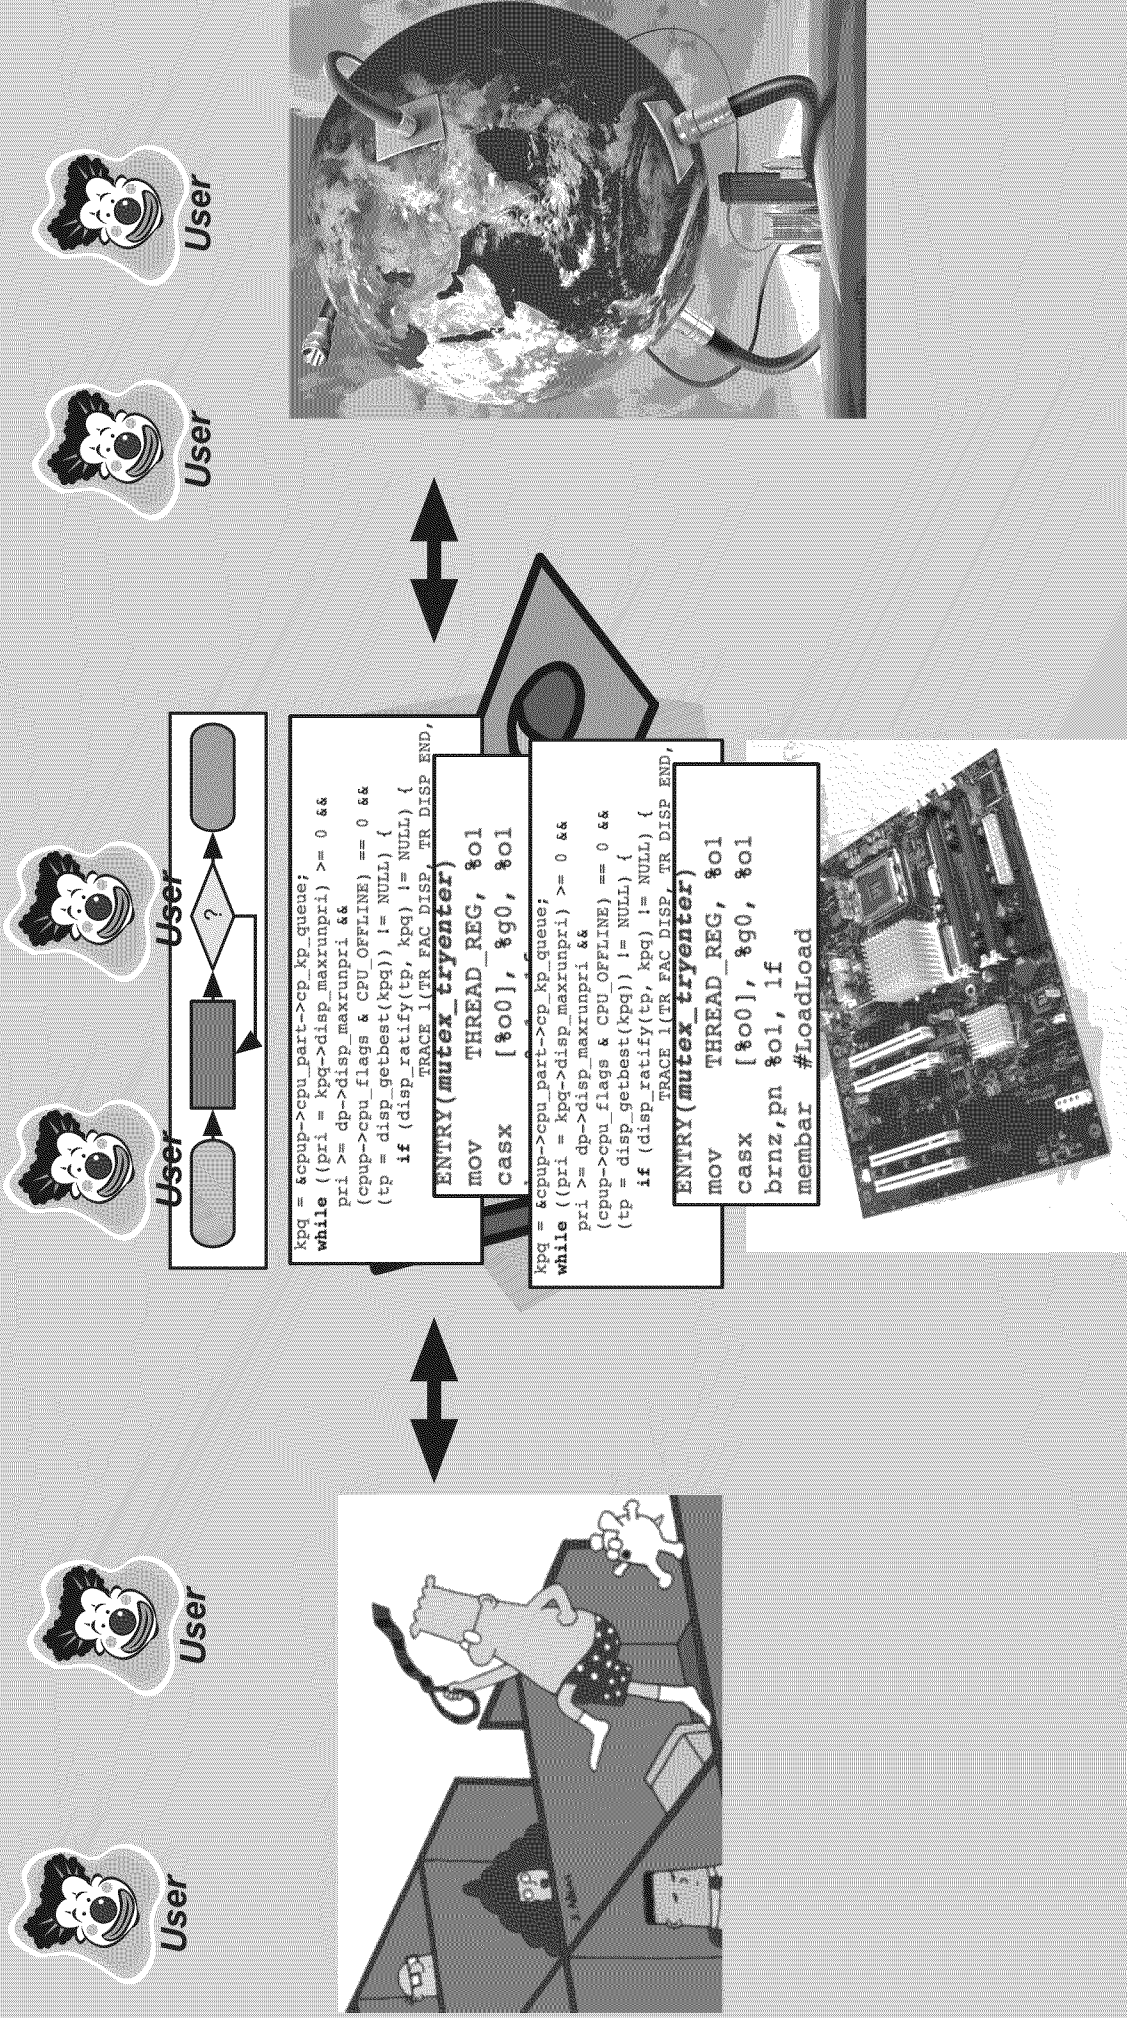 User
User
User
User
User
User
?
kpq = &cpup->cpu_part->cp_kp_queue;
while ((pri = kpq->disp_maxrunpri) >= 0 &&
pri >= dp->disp_maxrunpri &&
(cpup->cpu_flags & CPU_OFFLINE) == 0 &&
(tp = disp_getbest(kpq)) != NULL) {
if (disp_ratify(tp, kpq) != NULL) {
TRACE_1(TR_FAC_DISP, TR_DISP_END,
ENTRY(mutex_tryenter)
mov THREAD_REG, %o1
casx [%o0], %g0, %o1
kpq = &cpup->cpu_part->cp_kp_queue;
while ((pri = kpq->disp_maxrunpri) >= 0 &&
pri >= dp->disp_maxrunpri &&
(cpup->cpu_flags & CPU_OFFLINE) == 0 &&
(tp = disp_getbest(kpq)) != NULL) {
if (disp_ratify(tp, kpq) != NULL) {
TRACE_1(TR_FAC_DISP, TR_DISP_END,
ENTRY(mutex_tryenter)
mov THREAD_REG, %o1
casx [%o0], %g0, %o1
brnz,pn %o1, 1f
membar #LoadLoad